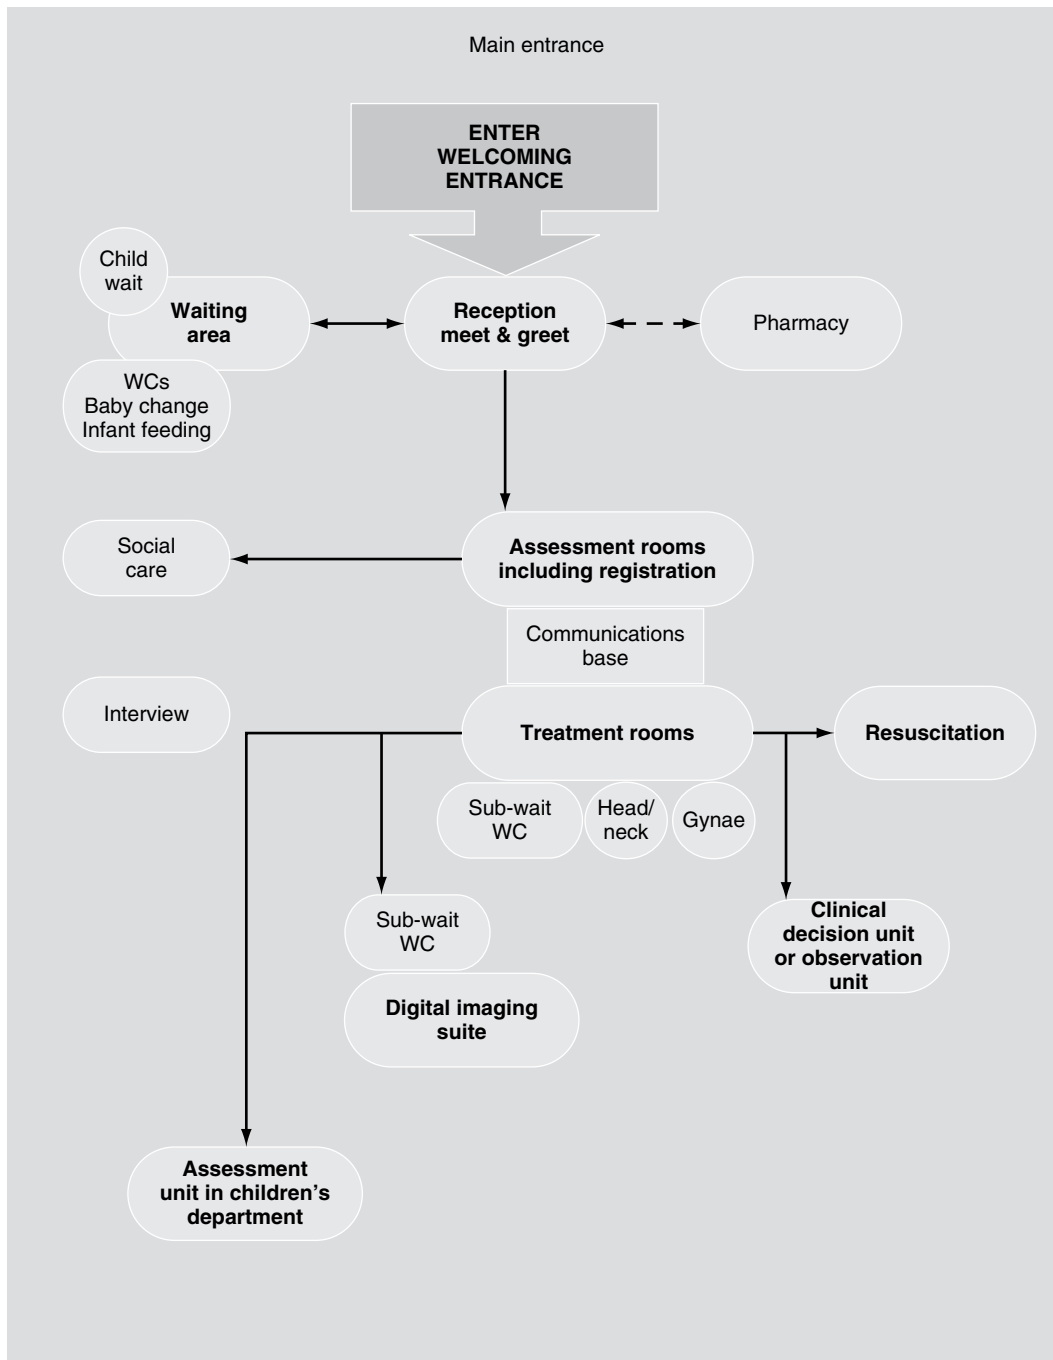 Main entrance
ENTER
WELCOMING
ENTRANCE
Child
wait
Waiting
area
Reception
meet & greet
Pharmacy
WCs
Baby change
Infant feeding
Social
care
Assessment rooms
including registration
Communications
base
Interview
Treatment rooms
Resuscitation
Sub-wait
WC
Head/
neck
Gynae
Sub-wait
WC
Clinical
decision unit
or observation
unit
Digital imaging
suite
Assessment
unit in children’s
department